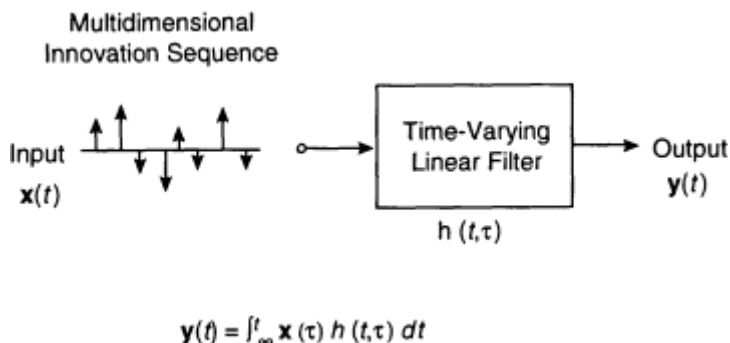 Multidimensional
Innovation Sequence
Input
x(t)
Time-Varying
Linear Filter
h (t,τ)
Output
y(t)
y(t) = ∫ᵗ₋∞ x (τ) h (t,τ) dt